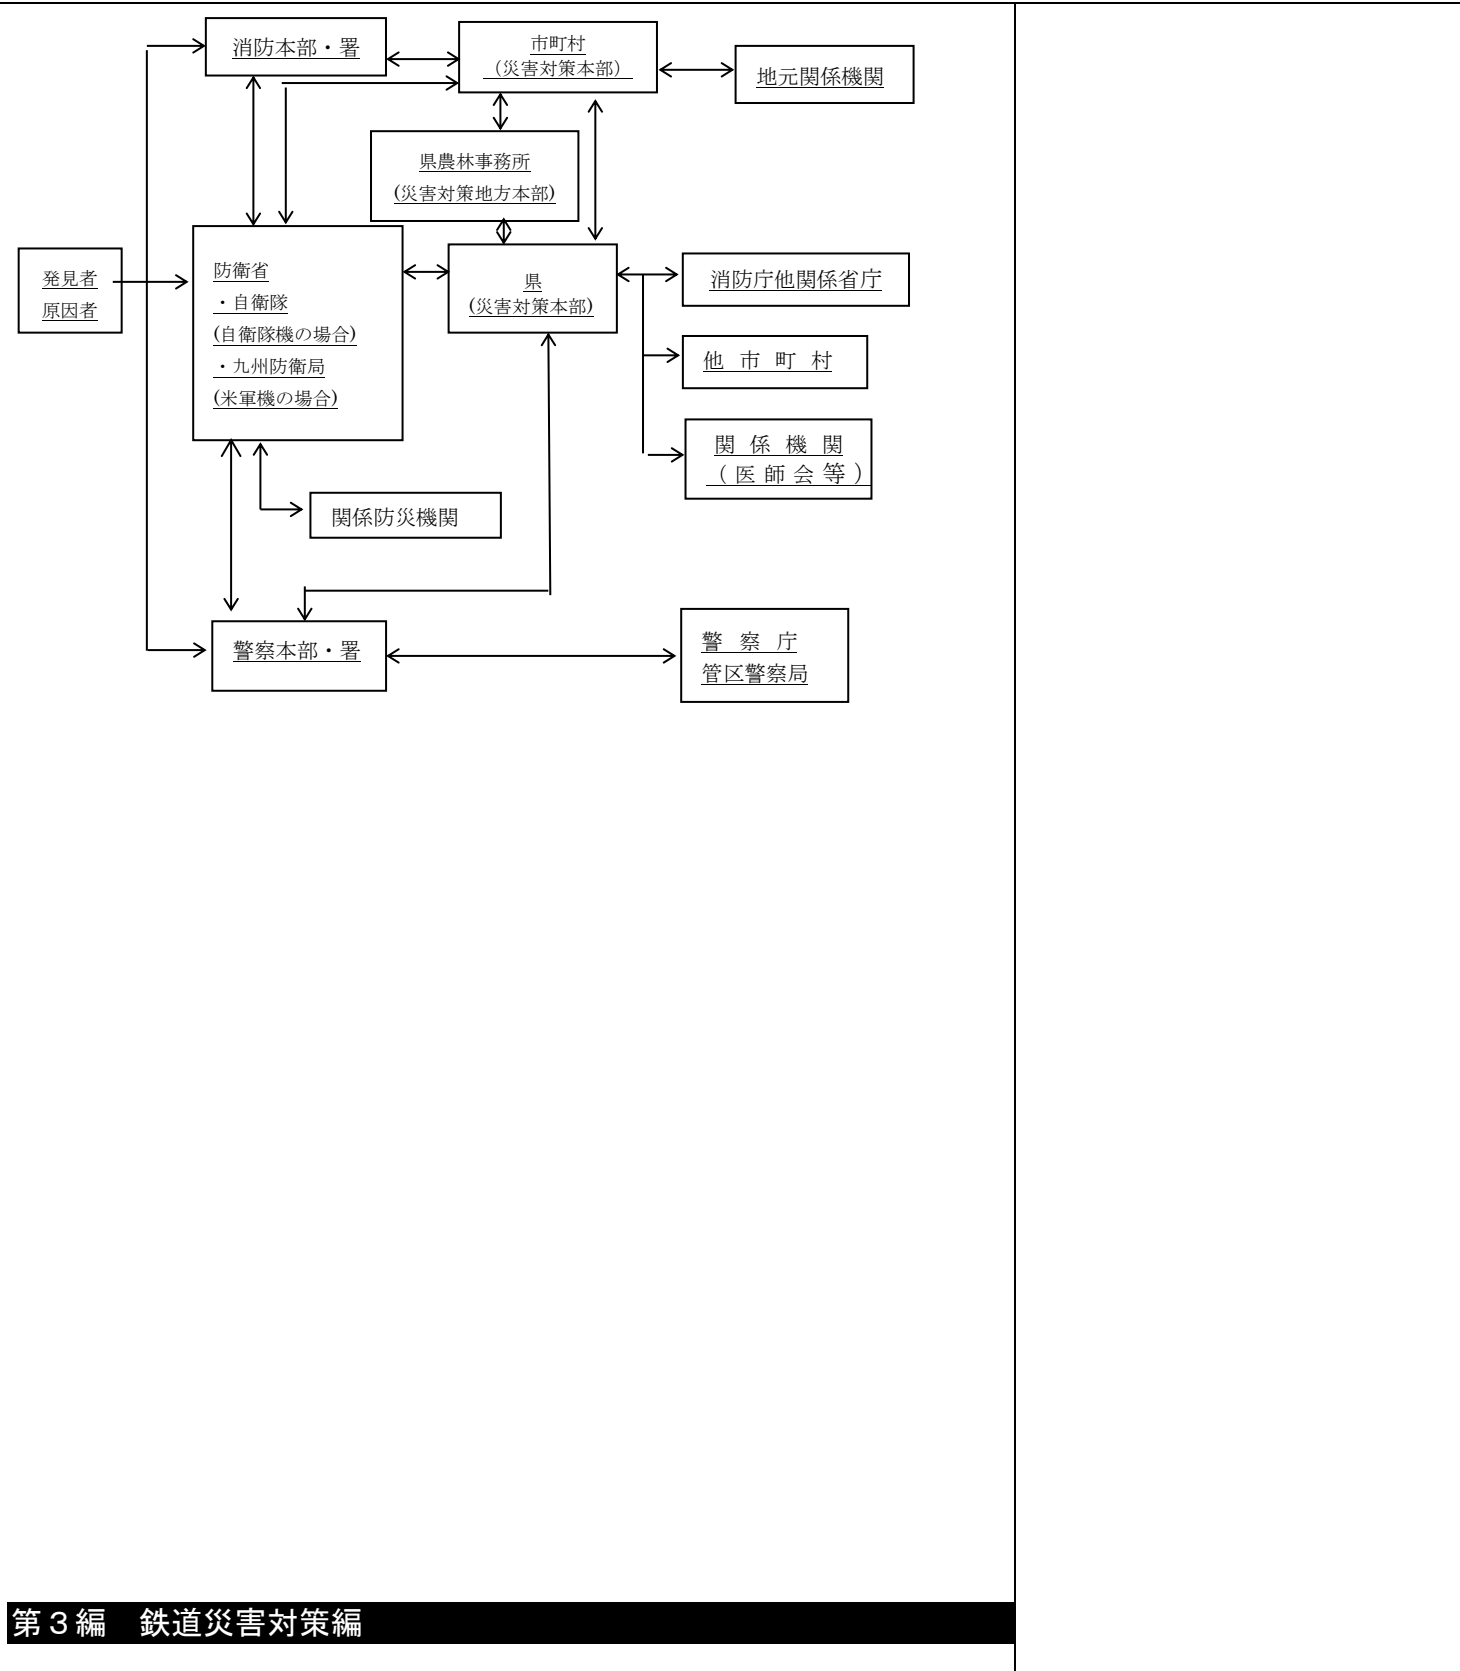 消防本部・署
市町村
（災害対策本部）
地元関係機関
県農林事務所
(災害対策地方本部)
発見者
原因者
防衛省
・自衛隊
(自衛隊機の場合)
・九州防衛局
(米軍機の場合)
県
(災害対策本部)
消防庁他関係省庁
他　市　町　村
関　係　機　関
（ 医 師 会 等 ）
関係防災機関
警察本部・署
警　察　庁
管区警察局
第３編　鉄道災害対策編